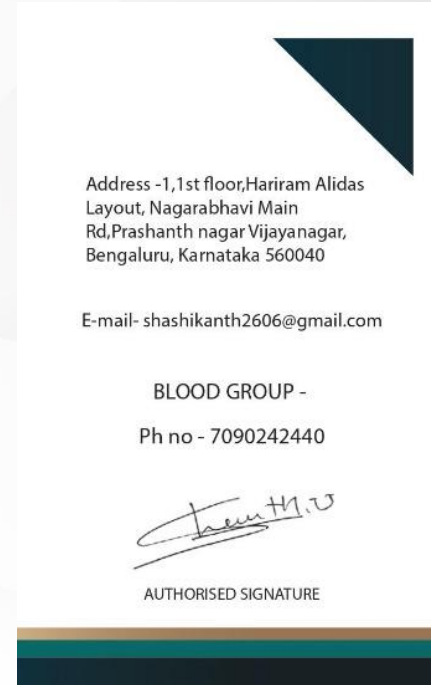 Address -1,1st floor,Hariram Alidas
Layout, Nagarabhavi Main
Rd,Prashanth nagar Vijayanagar,
Bengaluru, Karnataka 560040
E-mail- shashikanth2606@gmail.com
BLOOD GROUP -
Ph no - 7090242440
AUTHORISED SIGNATURE